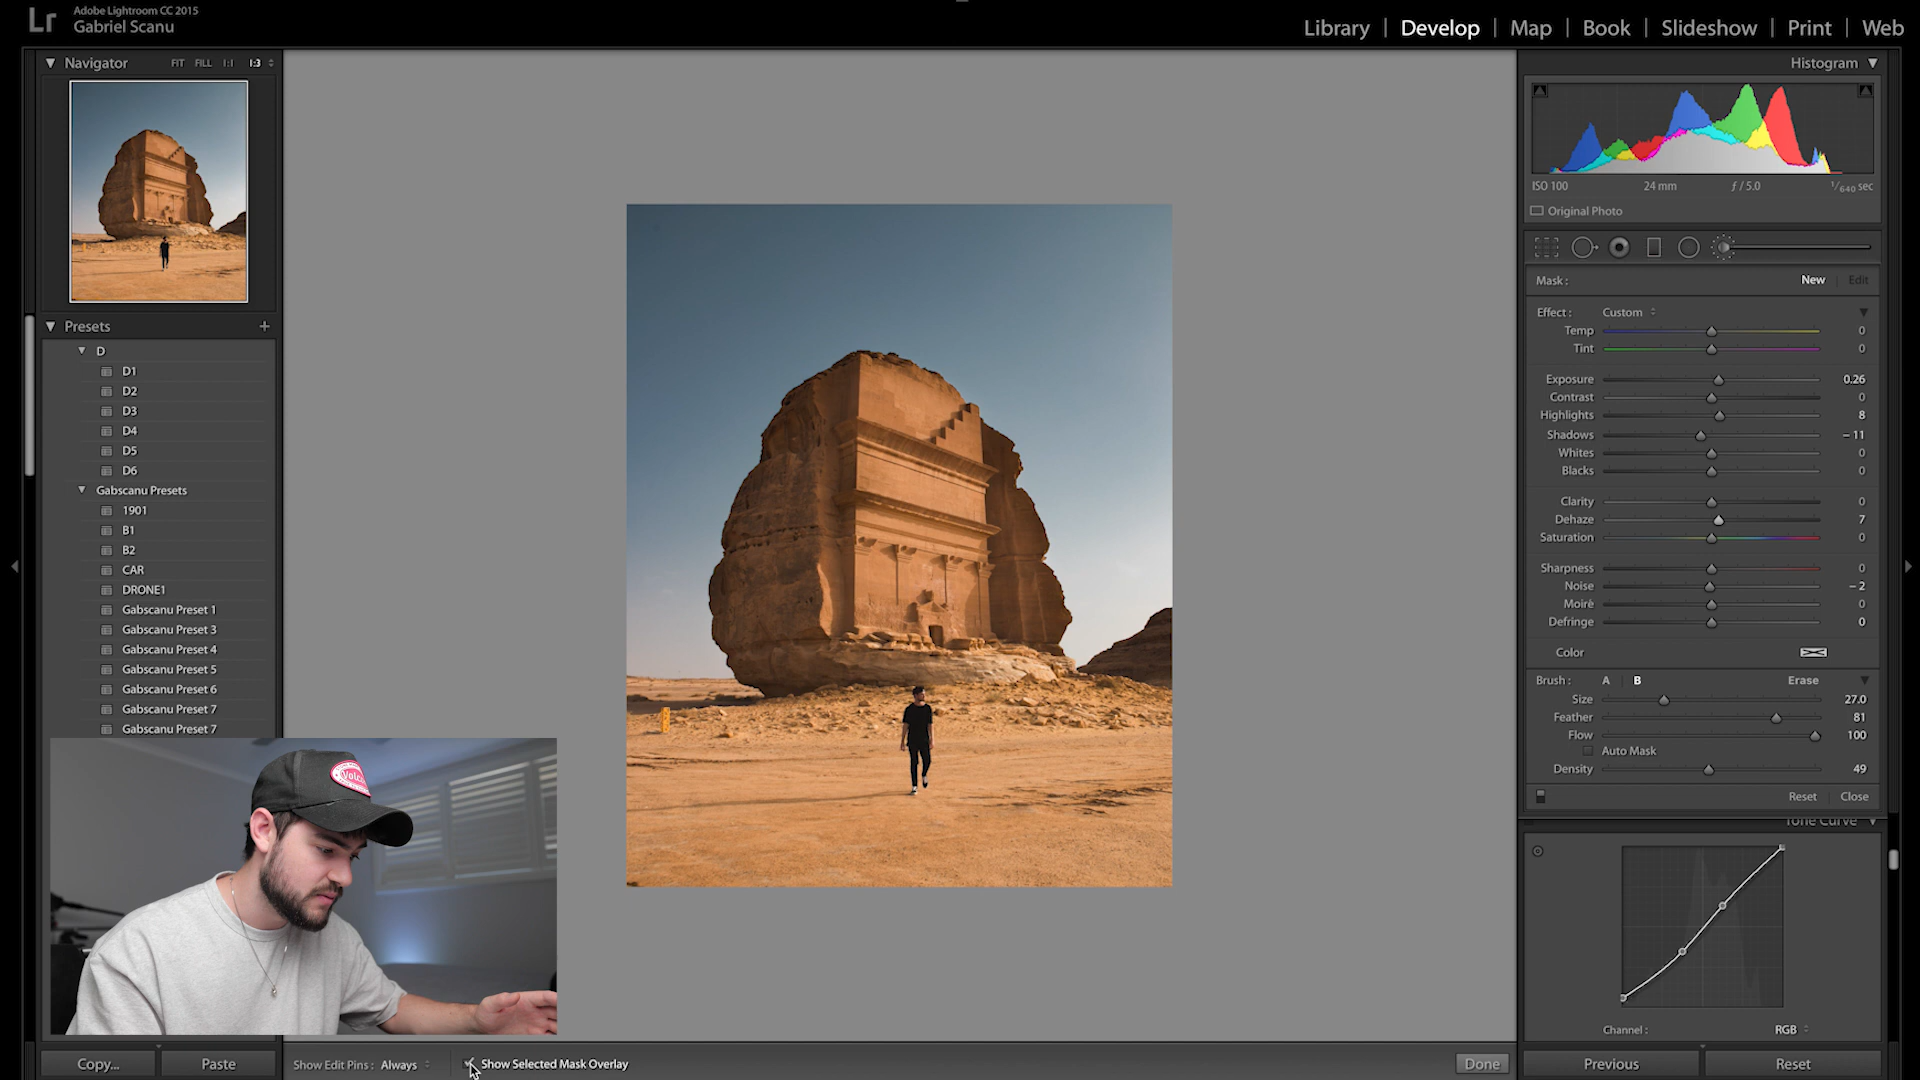 Lr
Adobe Lightroom CC 2015
Gabriel Scanu
Library | Develop | Map | Book | Slideshow | Print | Web
Navigator FIT FILL 1:1 1:3
Presets +
D
D1
D2
D3
D4
D5
D6
Gabscanu Presets
1901
B1
B2
CAR
DRONE1
Gabscanu Preset 1
Gabscanu Preset 3
Gabscanu Preset 4
Gabscanu Preset 5
Gabscanu Preset 6
Gabscanu Preset 7
Gabscanu Preset 7
Copy... Paste
Show Edit Pins : Always Show Selected Mask Overlay Done
Histogram
ISO 100 24 mm ƒ / 5.0 1/640 sec
Original Photo
Mask : New | Edit
Effect : Custom
Temp 0
Tint 0
Exposure 0.26
Contrast 0
Highlights 8
Shadows – 11
Whites 0
Blacks 0
Clarity 0
Dehaze 7
Saturation 0
Sharpness 0
Noise – 2
Moiré 0
Defringe 0
Color
Brush : A | B Erase
Size 27.0
Feather 81
Flow 100
Auto Mask
Density 49
Reset | Close
Tone Curve
Channel : RGB
Previous Reset